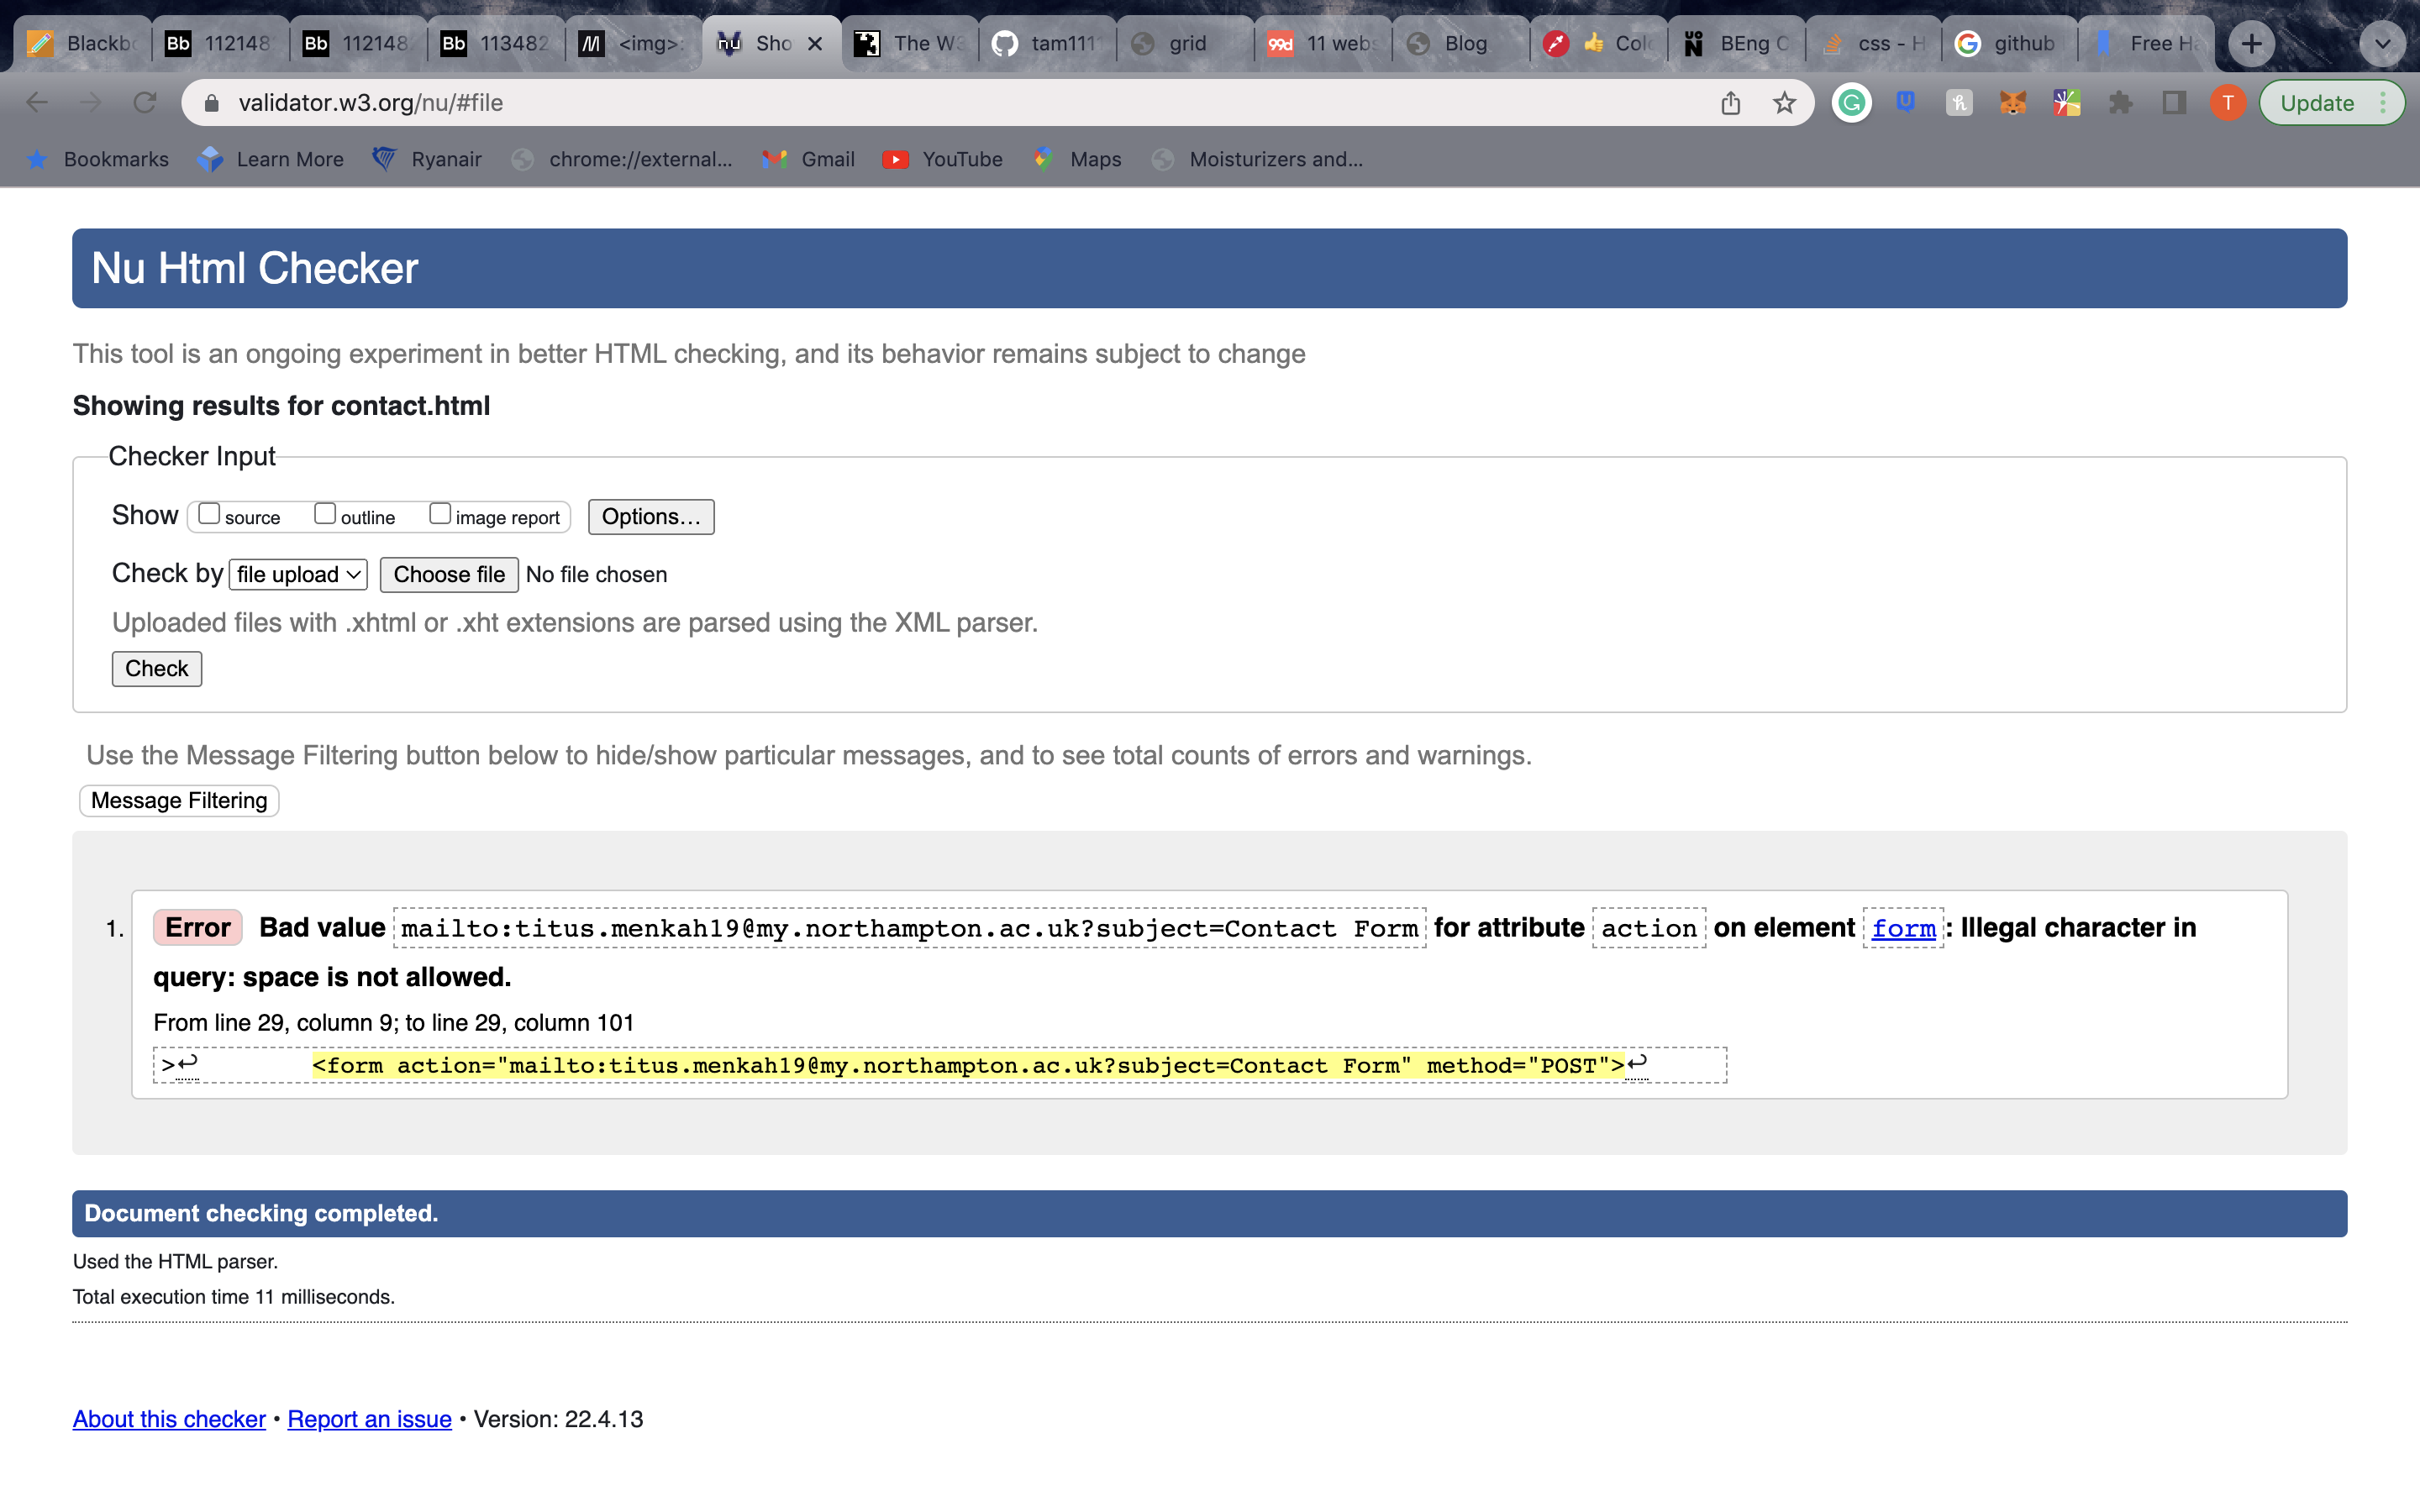 Blackbo Bb 112148 Bb 112148 Bb 113482 <img>: nu Sho The W3 tam111 grid 99d 11 webs Blog Colo UON BEng C css - H github Free Ha
validator.w3.org/nu/#file T Update
Bookmarks Learn More Ryanair chrome://external... Gmail YouTube Maps Moisturizers and...
Nu Html Checker
This tool is an ongoing experiment in better HTML checking, and its behavior remains subject to change
Showing results for contact.html
Checker Input
Show source outline image report Options...
Check by file upload Choose file No file chosen
Uploaded files with .xhtml or .xht extensions are parsed using the XML parser.
Check
Use the Message Filtering button below to hide/show particular messages, and to see total counts of errors and warnings.
Message Filtering
1. Error Bad value mailto:titus.menkah19@my.northampton.ac.uk?subject=Contact Form for attribute action on element form: Illegal character in
query: space is not allowed.
From line 29, column 9; to line 29, column 101
>↩ <form action="mailto:titus.menkah19@my.northampton.ac.uk?subject=Contact Form" method="POST">↩
Document checking completed.
Used the HTML parser.
Total execution time 11 milliseconds.
About this checker • Report an issue • Version: 22.4.13